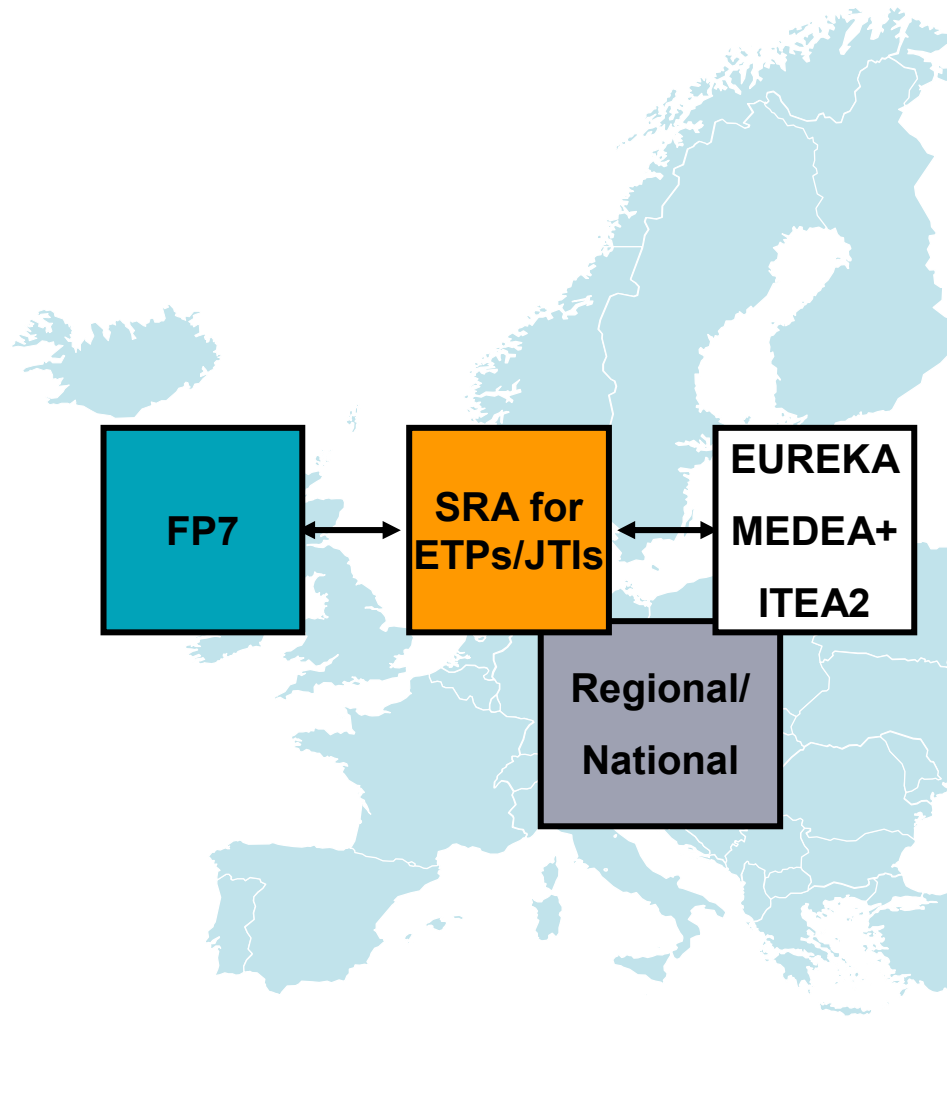 FP7
SRA for
ETPs/JTIs
EUREKA
MEDEA+
ITEA2
Regional/
National